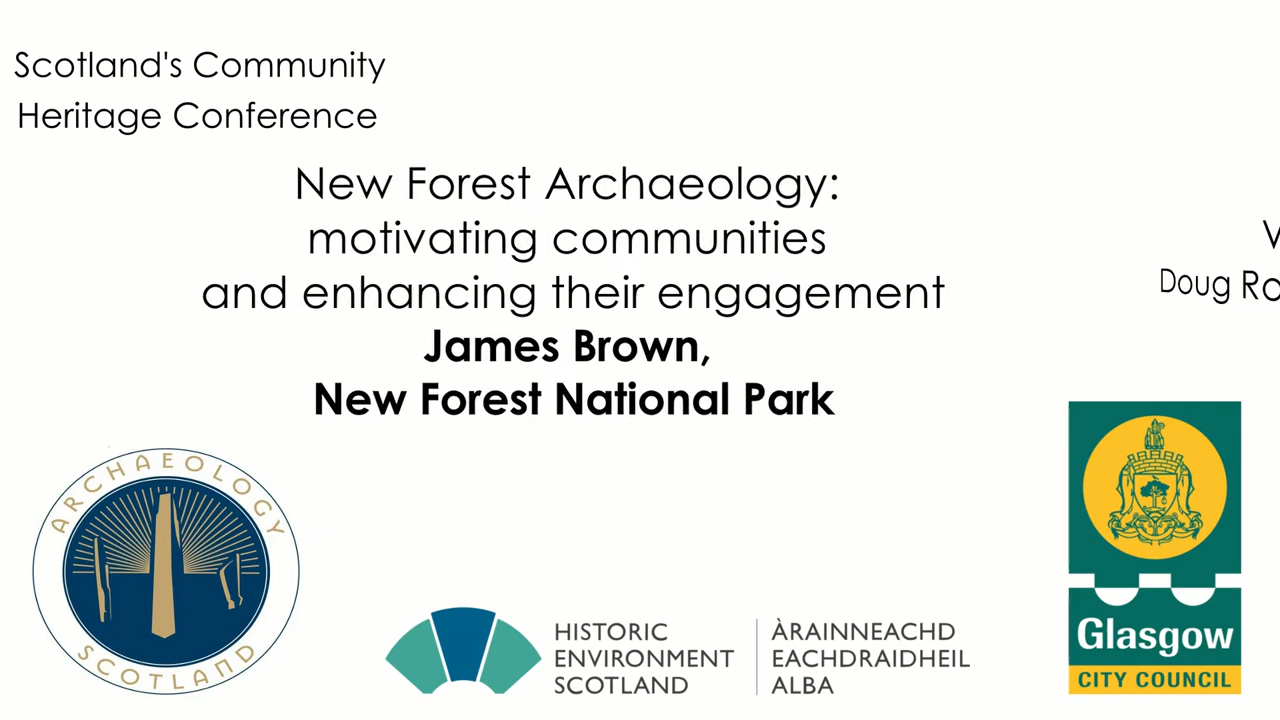 Scotland's Community
Heritage Conference
New Forest Archaeology:
motivating communities
and enhancing their engagement
James Brown,
New Forest National Park
Doug
ARCHAEOLOGY
SCOTLAND
HISTORIC
ENVIRONMENT
SCOTLAND
ÀRAINNEACHD
EACHDRAIDHEIL
ALBA
Glasgow
CITY COUNCIL